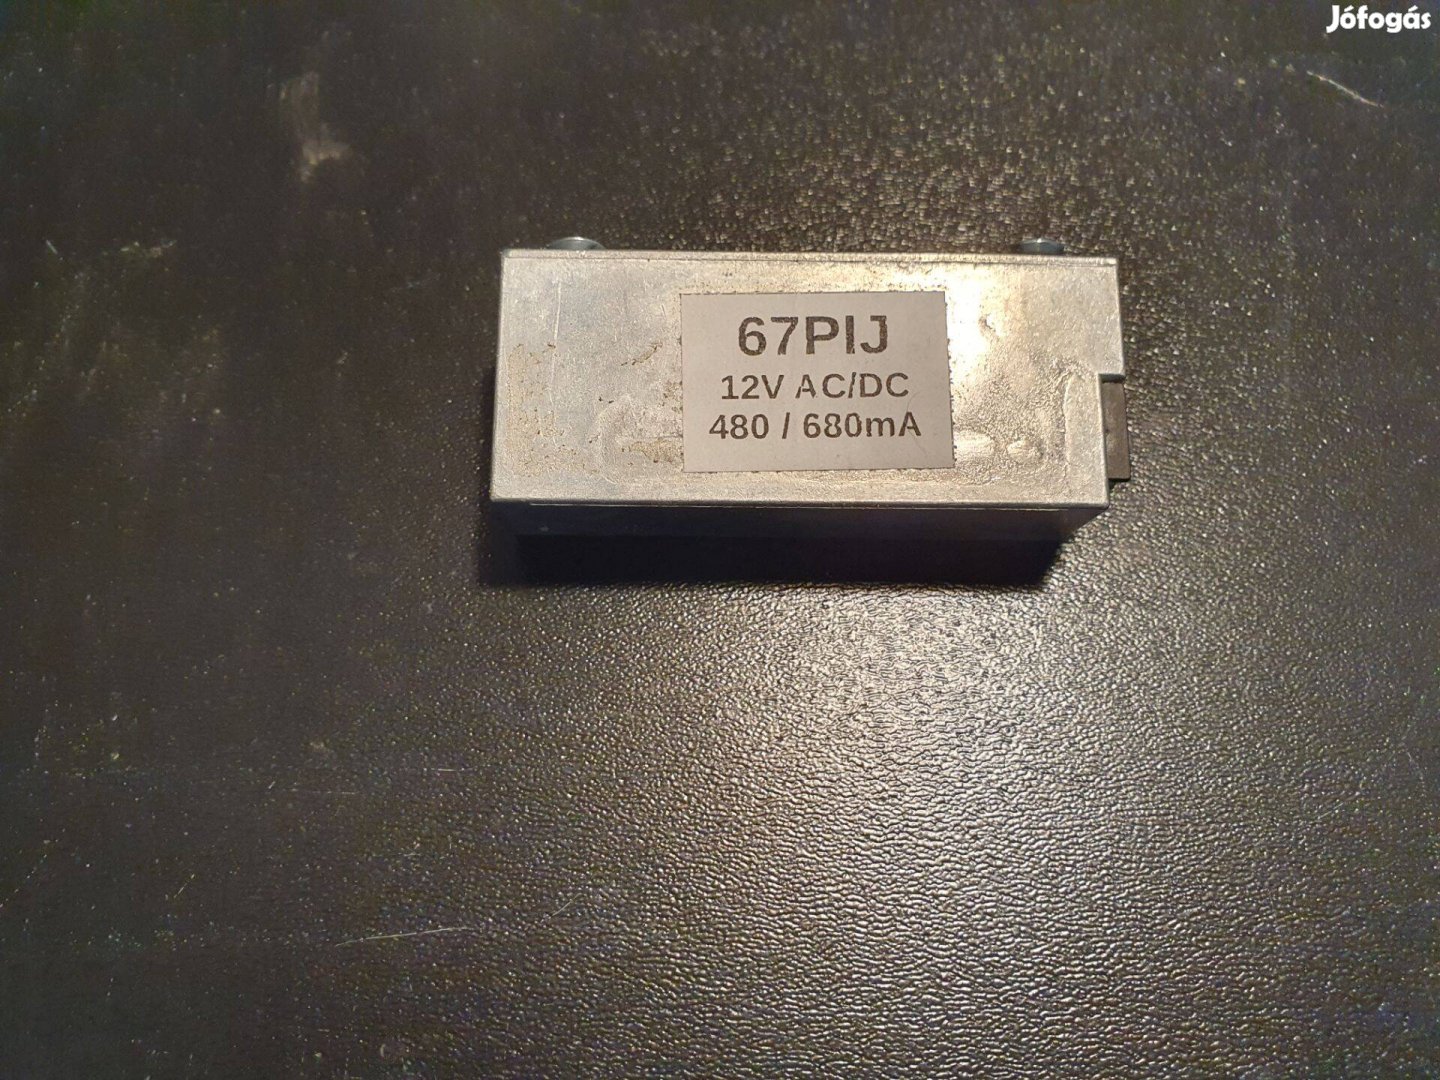 Jófogás
67PIJ
12V AC/DC
480 / 680mA